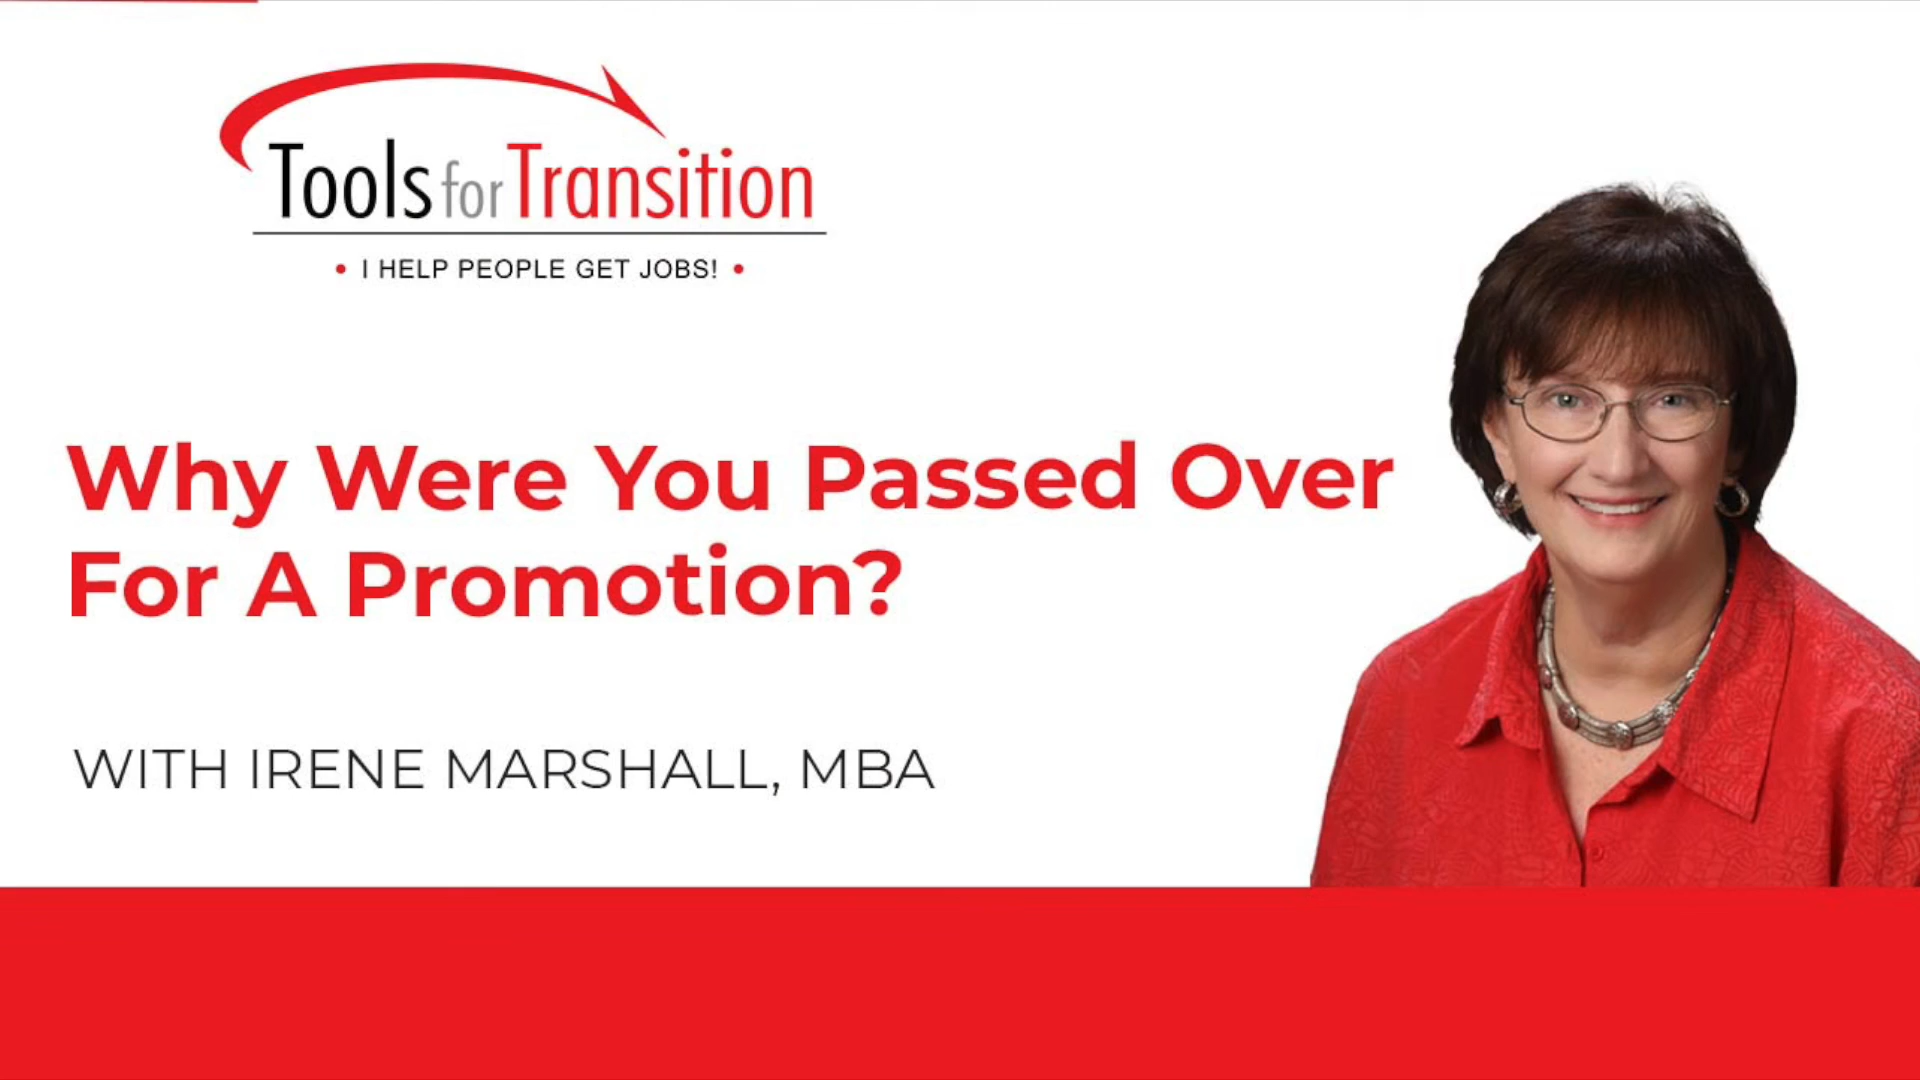 Tools for Transition
• I HELP PEOPLE GET JOBS! •
Why Were You Passed Over
For A Promotion?
WITH IRENE MARSHALL, MBA